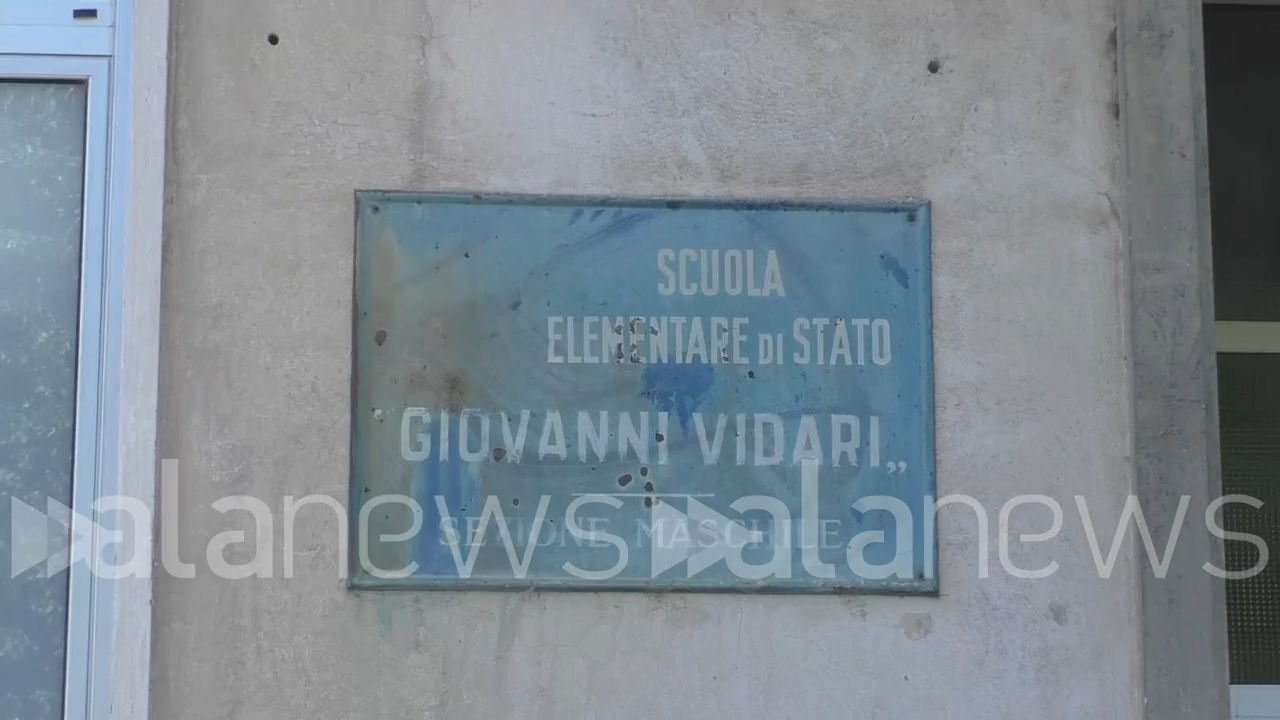 SCUOLA
ELEMENTARE DI STATO
"GIOVANNI VIDARI„
SEZIONE MASCHILE
alanews alanews